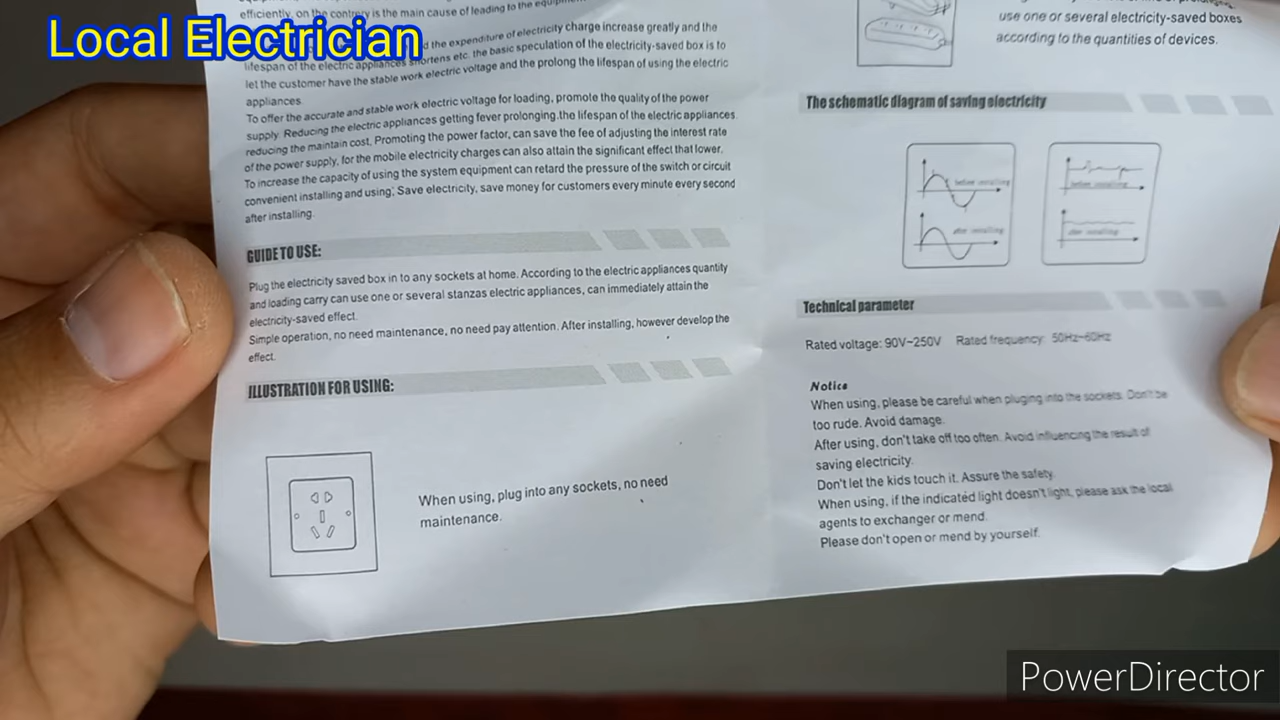 Local Electrician
efficiently, on the contrery is the main cause of leading to the
d the expenditure of electricity charge increase greatly and the
lifespan of the electric appliances shortens etc. the basic speculation of the electricity-saved box is to
let the customer have the stable work electric voltage and the prolong the lifespan of using the electric
appliances.
To offer the accurate and stable work electric voltage for loading, promote the quality of the power
supply. Reducing the electric appliances getting fever prolonging.the lifespan of the electric appliances.
reducing the maintain cost, Promoting the power factor, can save the fee of adjusting the interest rate
of the power supply, for the mobile electricity charges can also attain the significant effect that lower.
To increase the capacity of using the system equipment can retard the pressure of the switch or circuit
convenient installing and using; Save electricity, save money for customers every minute every second
after installing.
GUIDE TO USE:
Plug the electricity saved box in to any sockets at home. According to the electric appliances quantity
and loading carry can use one or several stanzas electric appliances, can immediately attain the
electricity-saved effect.
Simple operation, no need maintenance, no need pay attention. After installing, however develop the
effect.
ILLUSTRATION FOR USING:
When using, plug into any sockets, no need
maintenance.
use one or several electricity-saved boxes
according to the quantities of devices.
The schematic diagram of saving electricity
before installing
after installing
before installing
after installing
Technical parameter
Rated voltage: 90V~250V Rated frequency: 50Hz~60Hz
Notice
When using, please be careful when pluging into the sockets. Don't be
too rude. Avoid damage.
After using, don't take off too often. Avoid influencing the result of
saving electricity.
Don't let the kids touch it. Assure the safety.
When using, if the indicated light doesn't light, please ask the local
agents to exchanger or mend.
Please don't open or mend by yourself.
PowerDirector